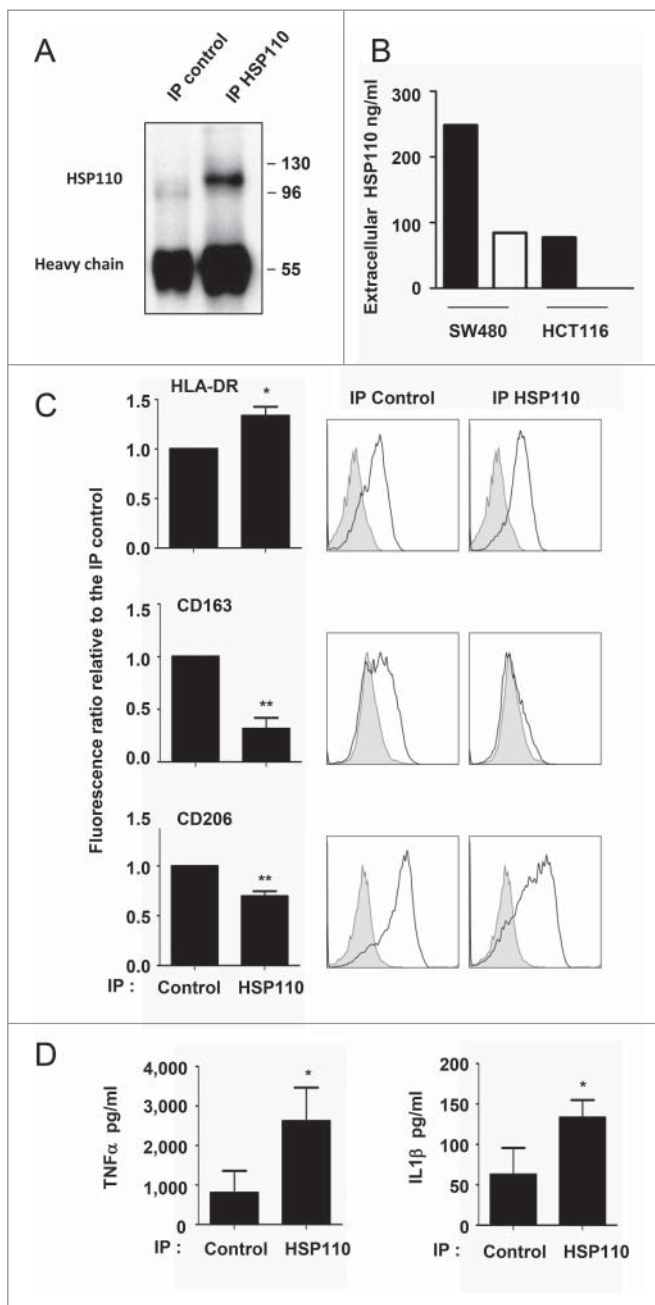 A
IP control
IP HSP110
HSP110
Heavy chain
– 130
– 96
– 55
B
Extracellular HSP110 ng/ml
300
200
100
0
SW480
HCT116
C
Fluorescence ratio relative to the IP control
HLA-DR
1.5
1.0
0.5
0.0
*
CD163
1.5
1.0
0.5
0.0
**
CD206
1.5
1.0
0.5
0.0
**
IP : Control HSP110
IP Control
IP HSP110
D
TNFα pg/ml
4,000
3,000
2,000
1,000
0
*
IP : Control HSP110
IL1β pg/ml
200
150
100
50
0
*
IP : Control HSP110